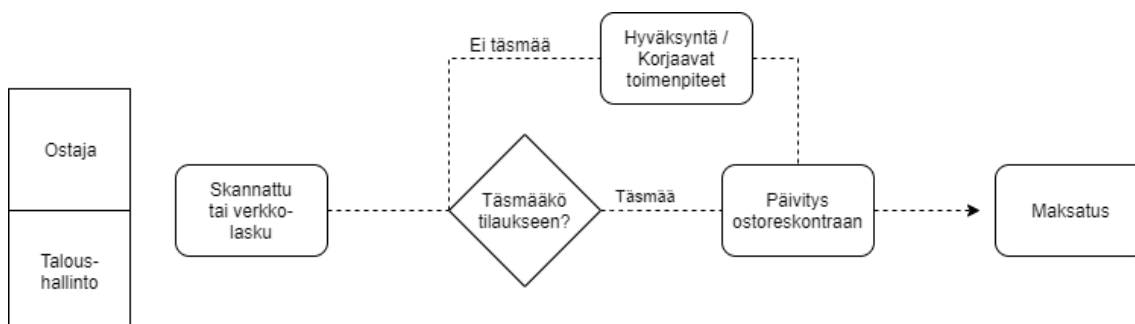 Ei täsmää
Hyväksyntä /
Korjaavat
toimenpiteet
Ostaja
Skannattu
tai verkko-
lasku
Täsmääkö
tilaukseen?
Täsmää
Päivitys
ostoreskontraan
Maksatus
Talous-
hallinto